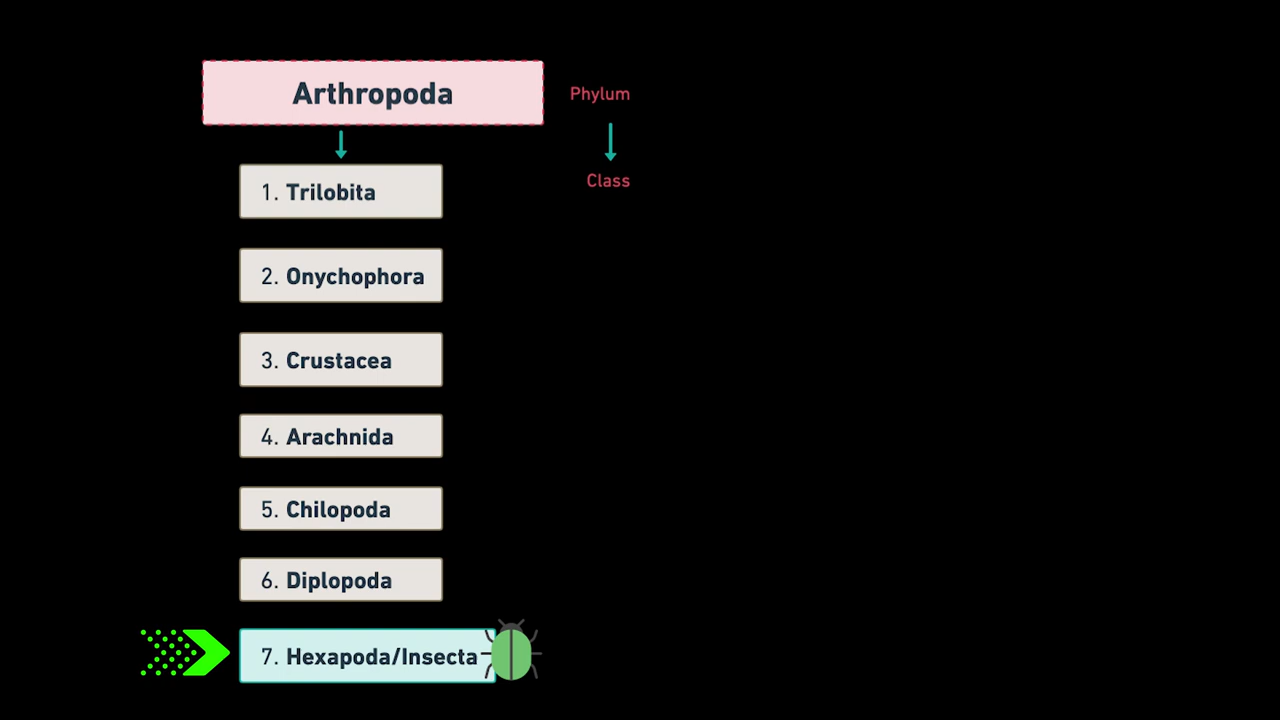 Arthropoda
Phylum
Class
1. Trilobita
2. Onychophora
3. Crustacea
4. Arachnida
5. Chilopoda
6. Diplopoda
7. Hexapoda/Insecta